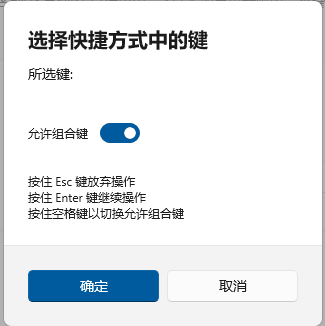 选择快捷方式中的键
所选键:
允许组合键
按住 Esc 键放弃操作
按住 Enter 键继续操作
按住空格键以切换允许组合键
确定
取消